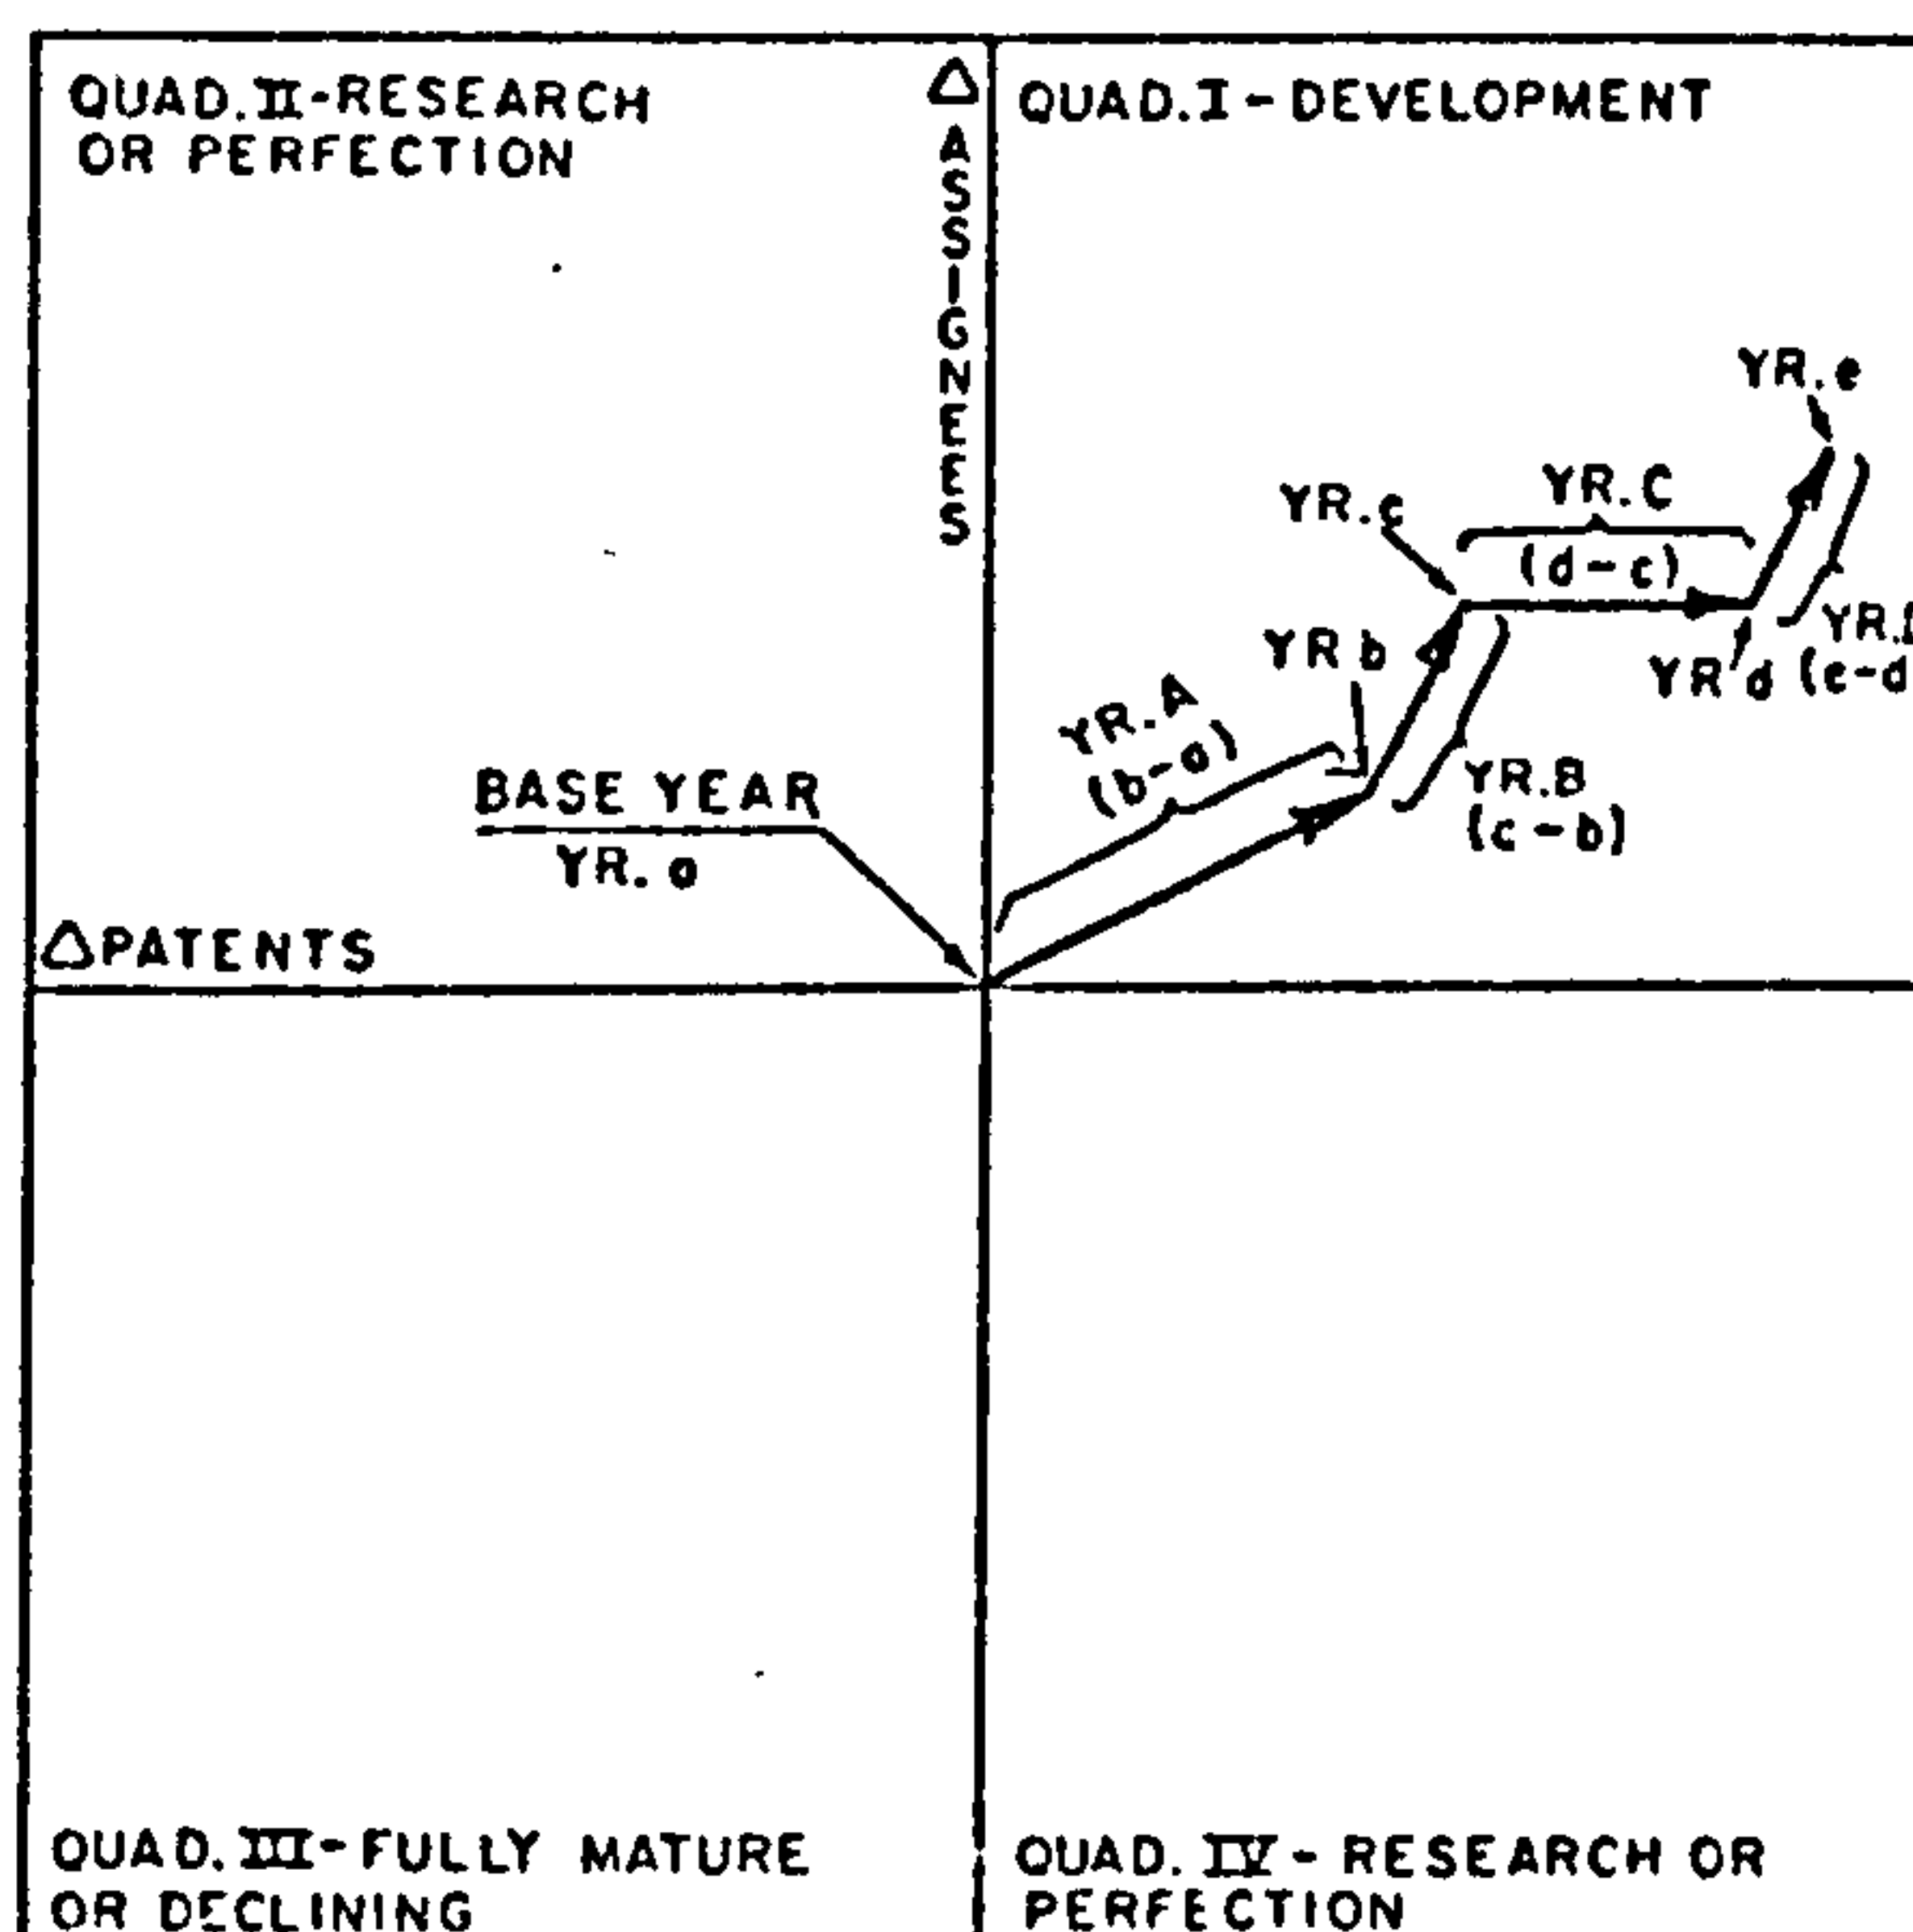 QUAD. II-RESEARCH
OR PERFECTION
Δ ASSIGNEES
QUAD. I - DEVELOPMENT
YR. e
YR. c
YR. C
(d-c)
YR b
YR d
(e-d
YR. A
(b-a)
YR. B
(c-b)
BASE YEAR
YR. a
ΔPATENTS
QUAD. III- FULLY MATURE
OR DECLINING
QUAD. IV - RESEARCH OR
PERFECTION